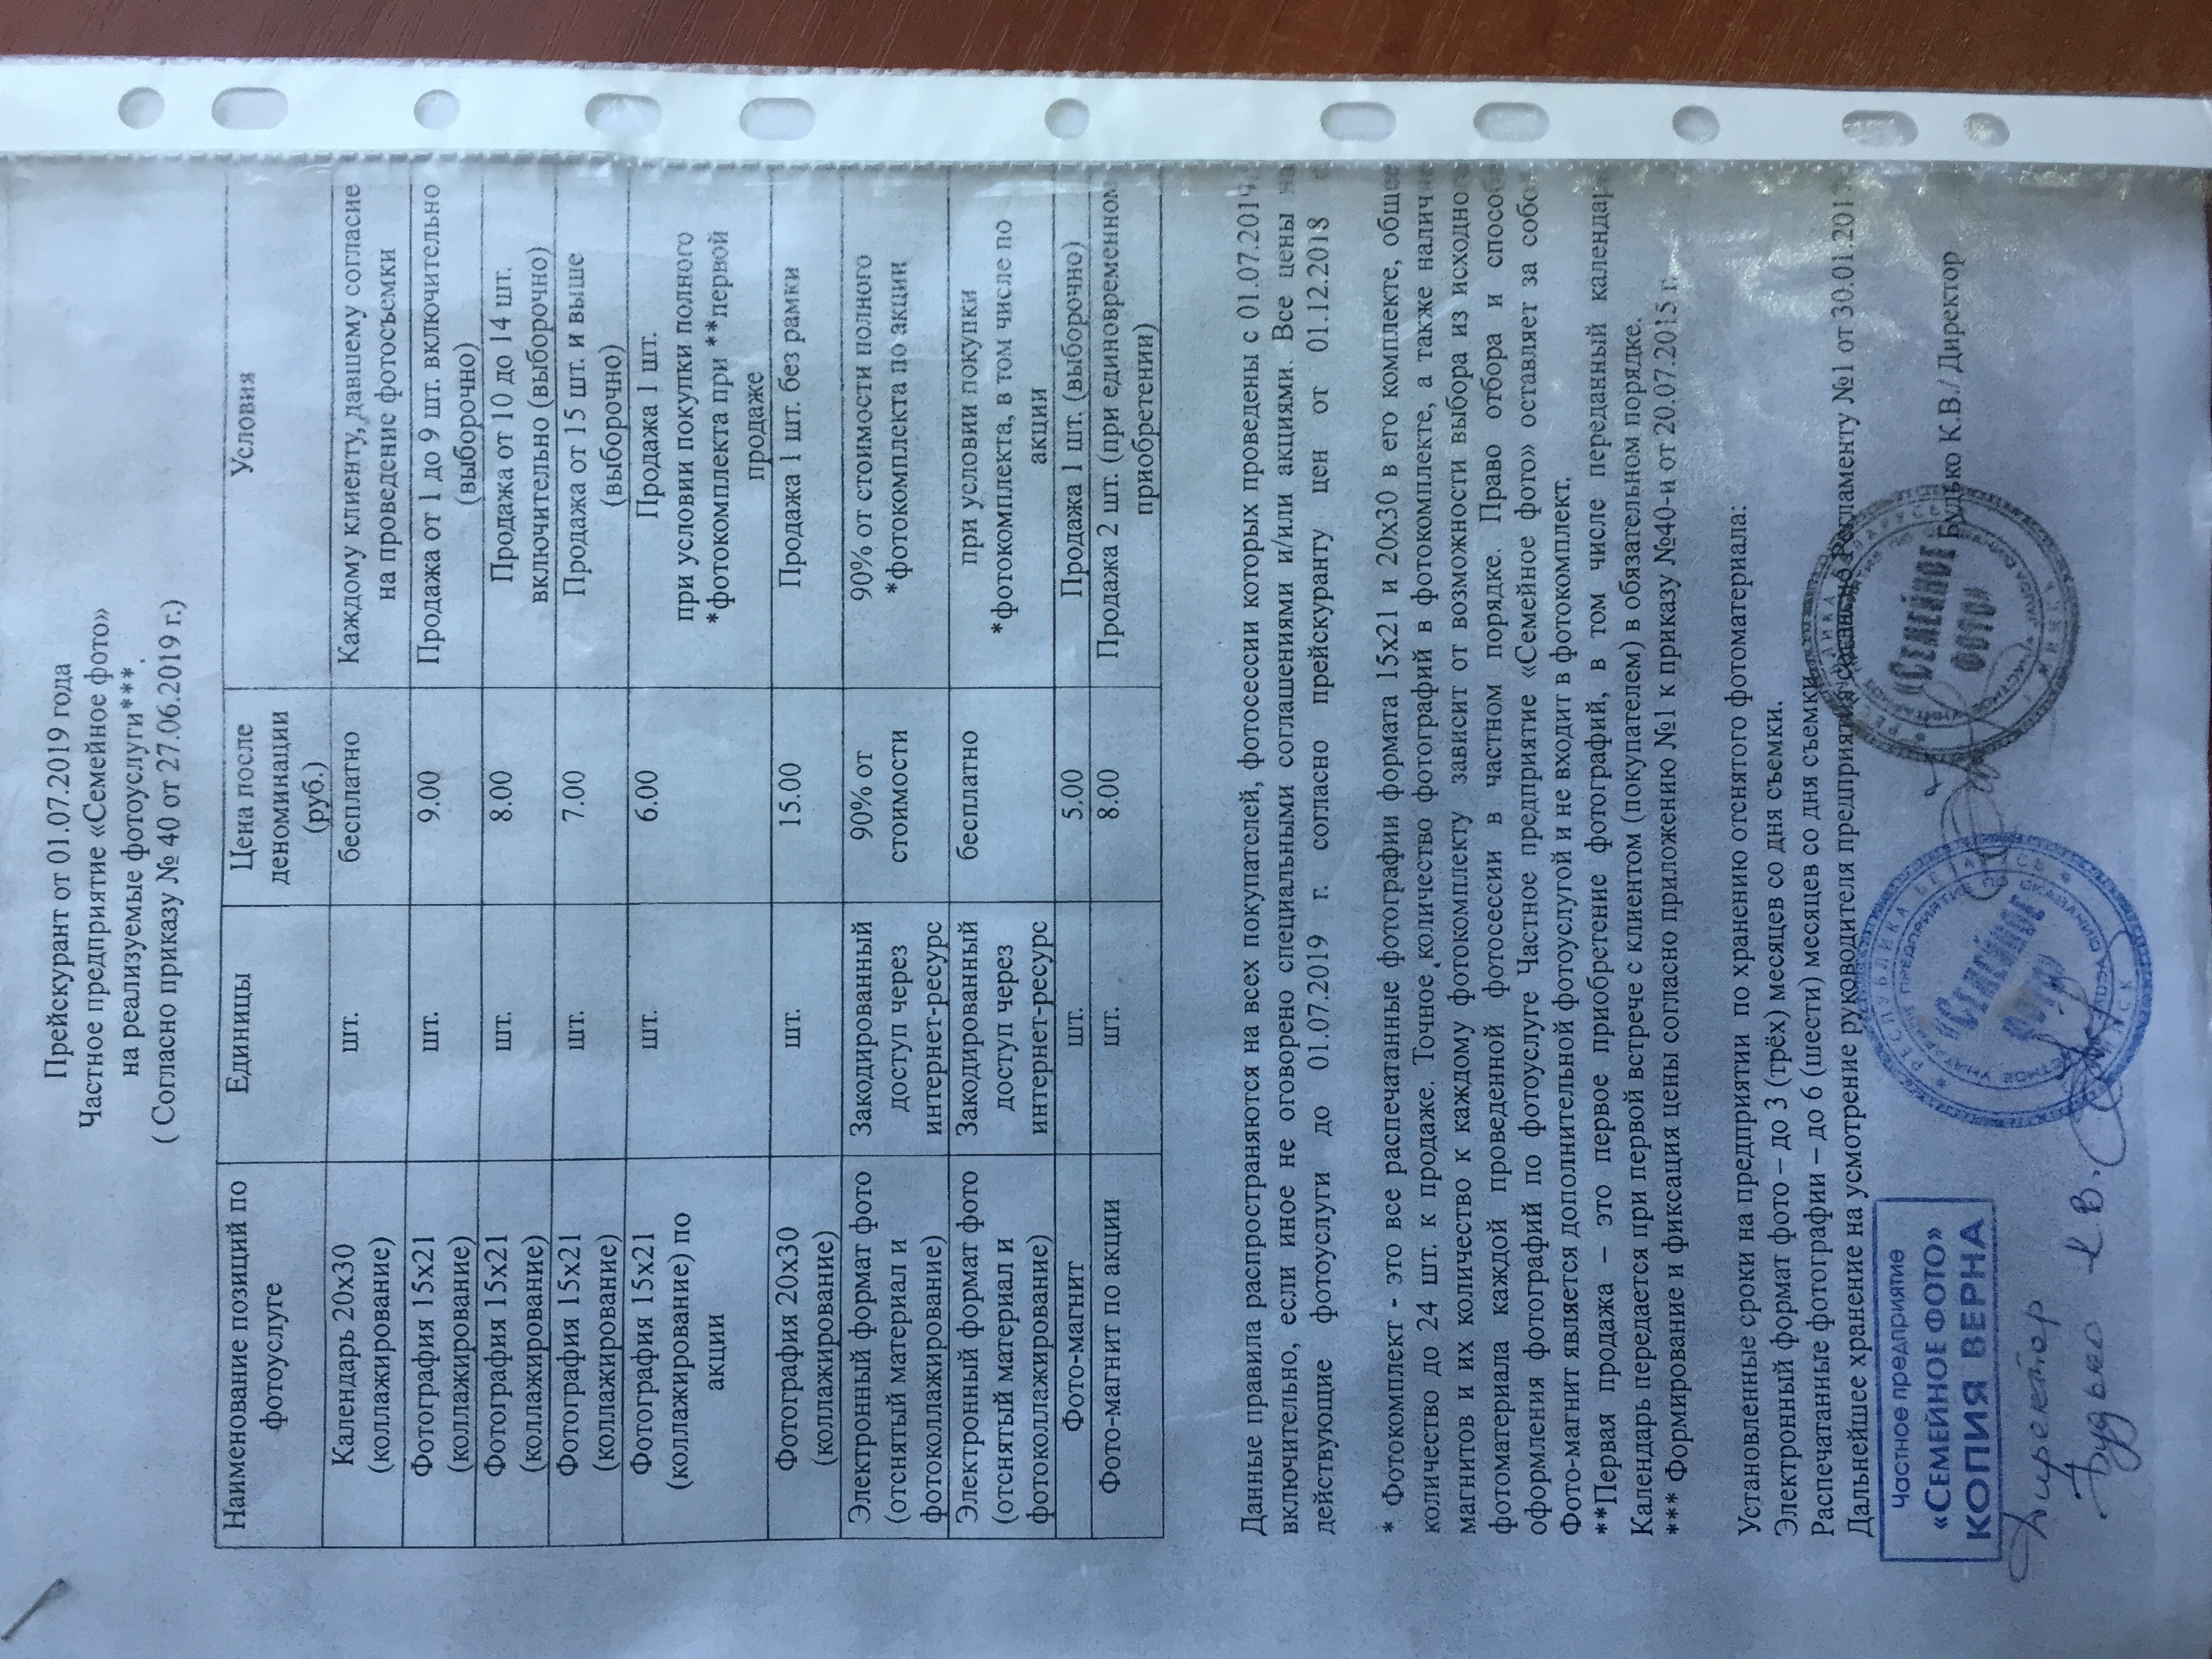 Прейскурант от 01.07.2019 года
Частное предприятие «Семейное фото»
на реализуемые фотоуслуги***.
( Согласно приказу № 40 от 27.06.2019 г.)
Наименование позиций по фотоуслуге Единицы Цена после деноминации (руб.) Условия
Календарь 20х30 (коллажирование) шт. бесплатно Каждому клиенту, давшему согласие на проведение фотосъемки
Фотография 15х21 (коллажирование) шт. 9.00 Продажа от 1 до 9 шт. включительно (выборочно)
Фотография 15х21 (коллажирование) шт. 8.00 Продажа от 10 до 14 шт. включительно (выборочно)
Фотография 15х21 (коллажирование) шт. 7.00 Продажа от 15 шт. и выше (выборочно)
Фотография 15х21 (коллажирование) по акции шт. 6.00 Продажа 1 шт. при условии покупки полного *фотокомплекта при **первой продаже
Фотография 20х30 (коллажирование) шт. 15.00 Продажа 1 шт. без рамки
Электронный формат фото (отснятый материал и фотоколлажирование) Закодированный доступ через интернет-ресурс 90% от стоимости 90% от стоимости полного *фотокомплекта по акции
Электронный формат фото (отснятый материал и фотоколлажирование) Закодированный доступ через интернет-ресурс бесплатно при условии покупки *фотокомплекта, в том числе по акции
Фото-магнит шт. 5.00 Продажа 1 шт. (выборочно)
Фото-магнит по акции шт. 8.00 Продажа 2 шт. (при единовременном приобретении)
Данные правила распространяются на всех покупателей, фотосессии которых проведены с 01.07.2019
включительно, если иное не оговорено специальными соглашениями и/или акциями. Все цены на
действующие фотоуслуги до 01.07.2019 г. согласно прейскуранту цен от 01.12.2018
* Фотокомплект - это все распечатанные фотографии формата 15х21 и 20х30 в его комплекте, общее
количество до 24 шт. к продаже. Точное количество фотографий в фотокомплекте, а также
магнитов и их количество к каждому фотокомплекту зависит от возможности выбора из
фотоматериала каждой проведенной фотосессии в частном порядке. Право отбора и
оформления фотографий по фотоуслуге Частное предприятие «Семейное фото» оставляет за
Фото-магнит является дополнительной фотоуслугой и не входит в фотокомплект.
**Первая продажа – это первое приобретение фотографий, в том числе переданный
Календарь передается при первой встрече с клиентом (покупателем) в обязательном порядке.
*** Формирование и фиксация цены согласно приложению №1 к приказу №40-и от 20.07.2015 г.
Установленные сроки на предприятии по хранению отснятого фотоматериала:
Электронный формат фото – до 3 (трёх) месяцев со дня съемки.
Распечатанные фотографии – до 6 (шести) месяцев со дня съемки.
Дальнейшее хранение на усмотрение руководителя предприятия согласно Регламенту №1 от 30.01.2017
Частное предприятие
«СЕМЕЙНОЕ ФОТО»
КОПИЯ ВЕРНА
Директор
Будько К.В.
РЕСПУБЛИКА БЕЛАРУСЬ
«СЕМЕЙНОЕ ФОТО»
МИНСК
РЕСПУБЛИКА БЕЛАРУСЬ
«СЕМЕЙНОЕ ФОТО»
МИНСК
Будько К.В./ Директор